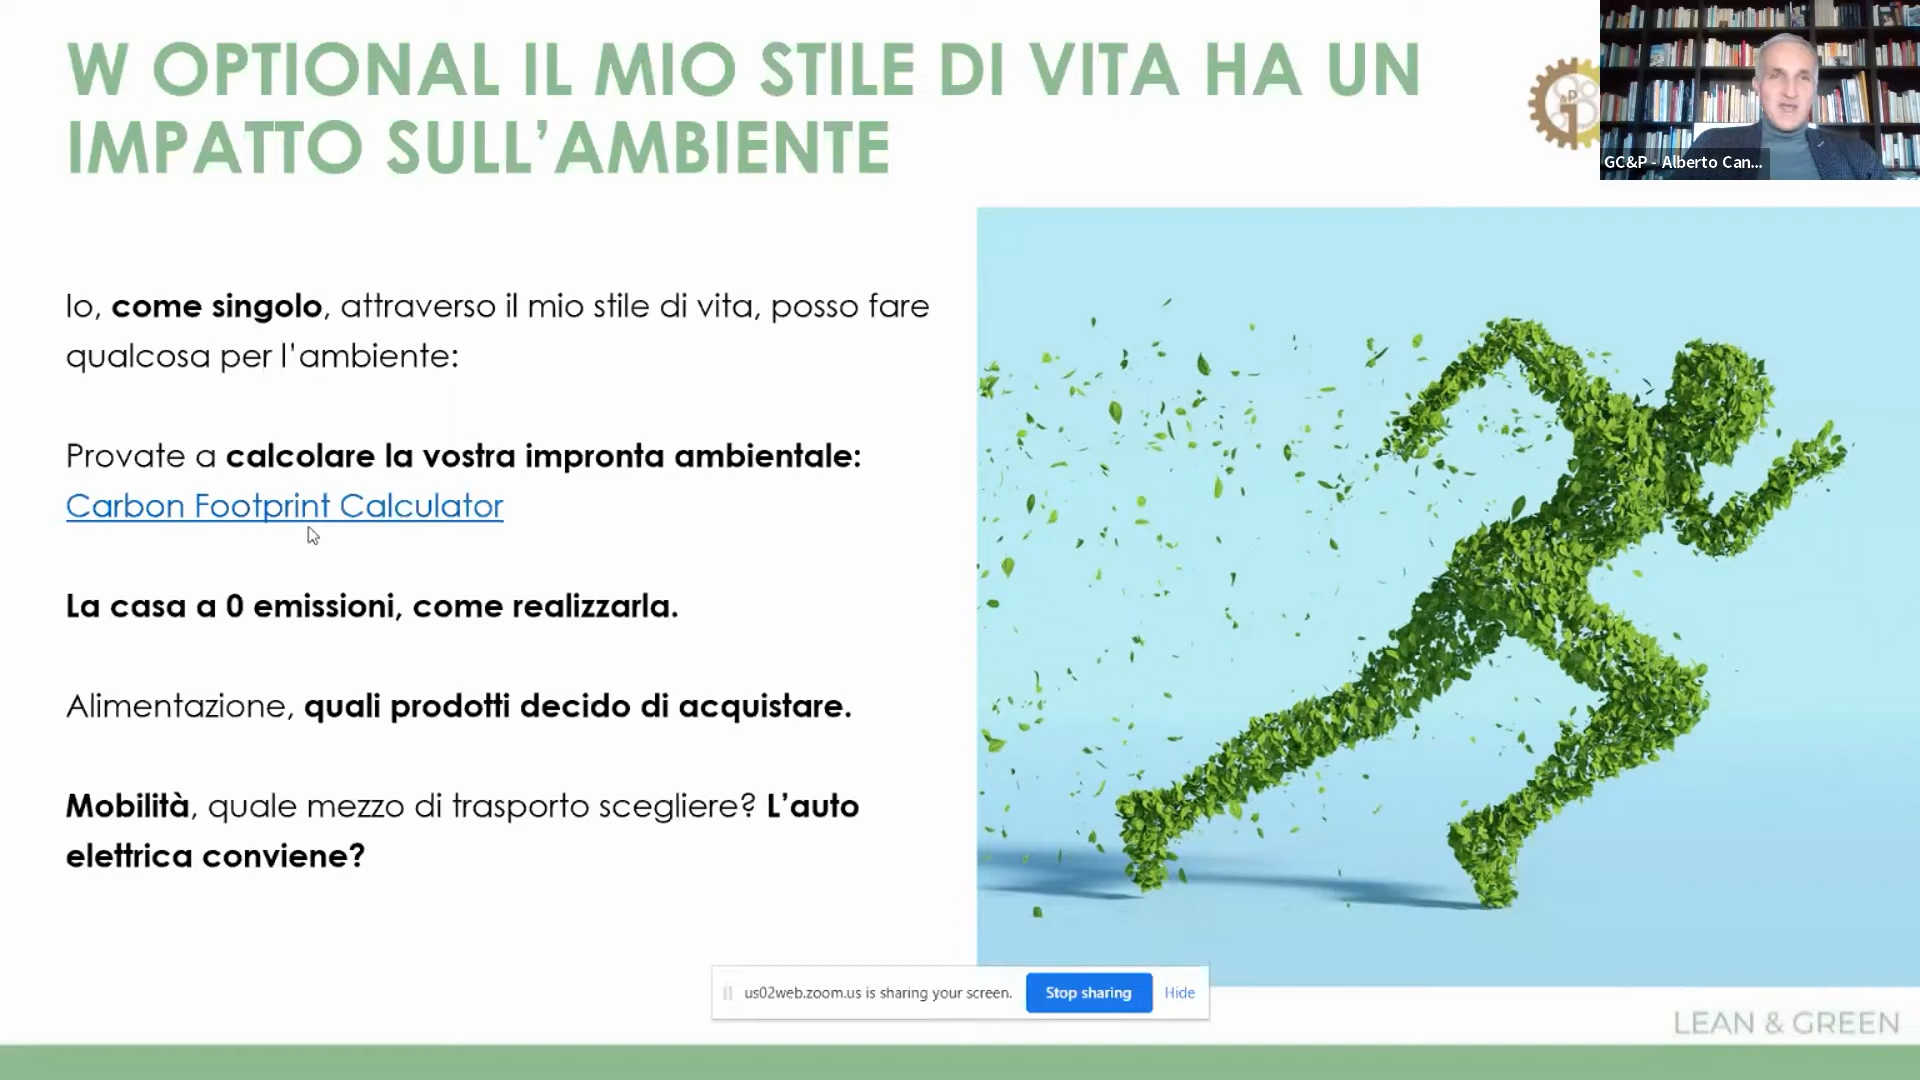 W OPTIONAL IL MIO STILE DI VITA HA UN
IMPATTO SULL’AMBIENTE
GC&P - Alberto Can...
Io, come singolo, attraverso il mio stile di vita, posso fare
qualcosa per l’ambiente:
Provate a calcolare la vostra impronta ambientale:
Carbon Footprint Calculator
La casa a 0 emissioni, come realizzarla.
Alimentazione, quali prodotti decido di acquistare.
Mobilità, quale mezzo di trasporto scegliere? L’auto
elettrica conviene?
us02web.zoom.us is sharing your screen.
Stop sharing
Hide
LEAN & GREEN